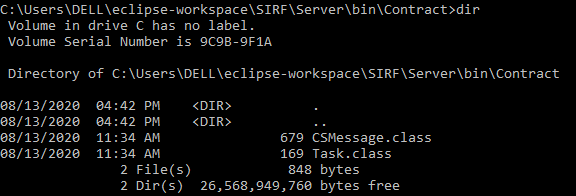 C:\Users\DELL\eclipse-workspace\SIRF\Server\bin\Contract>dir
 Volume in drive C has no label.
 Volume Serial Number is 9C9B-9F1A

 Directory of C:\Users\DELL\eclipse-workspace\SIRF\Server\bin\Contract

08/13/2020  04:42 PM    <DIR>          .
08/13/2020  04:42 PM    <DIR>          ..
08/13/2020  11:34 AM               679 CSMessage.class
08/13/2020  11:34 AM               169 Task.class
               2 File(s)            848 bytes
               2 Dir(s)  26,568,949,760 bytes free